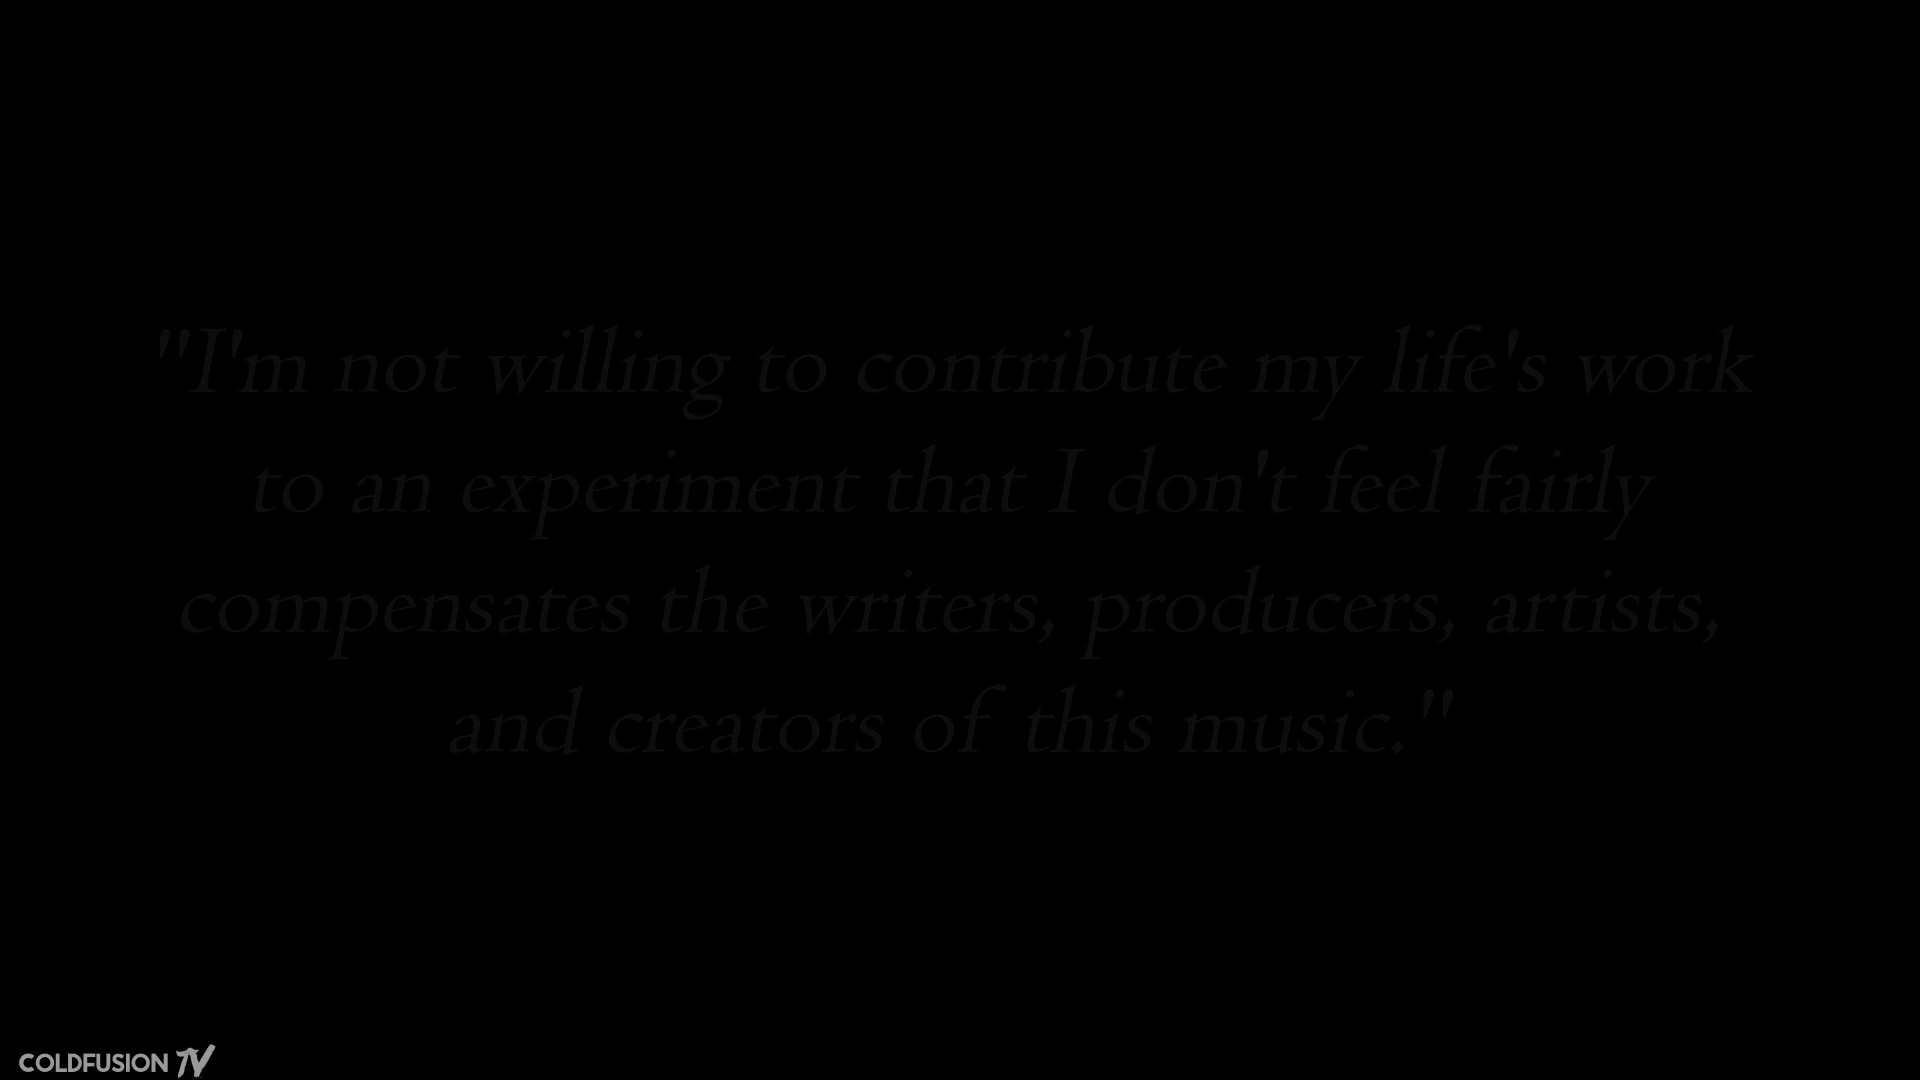 "I'm not willing to contribute my life's work
to an experiment that I don't feel fairly
compensates the writers, producers, artists,
and creators of this music."
COLDFUSION TV